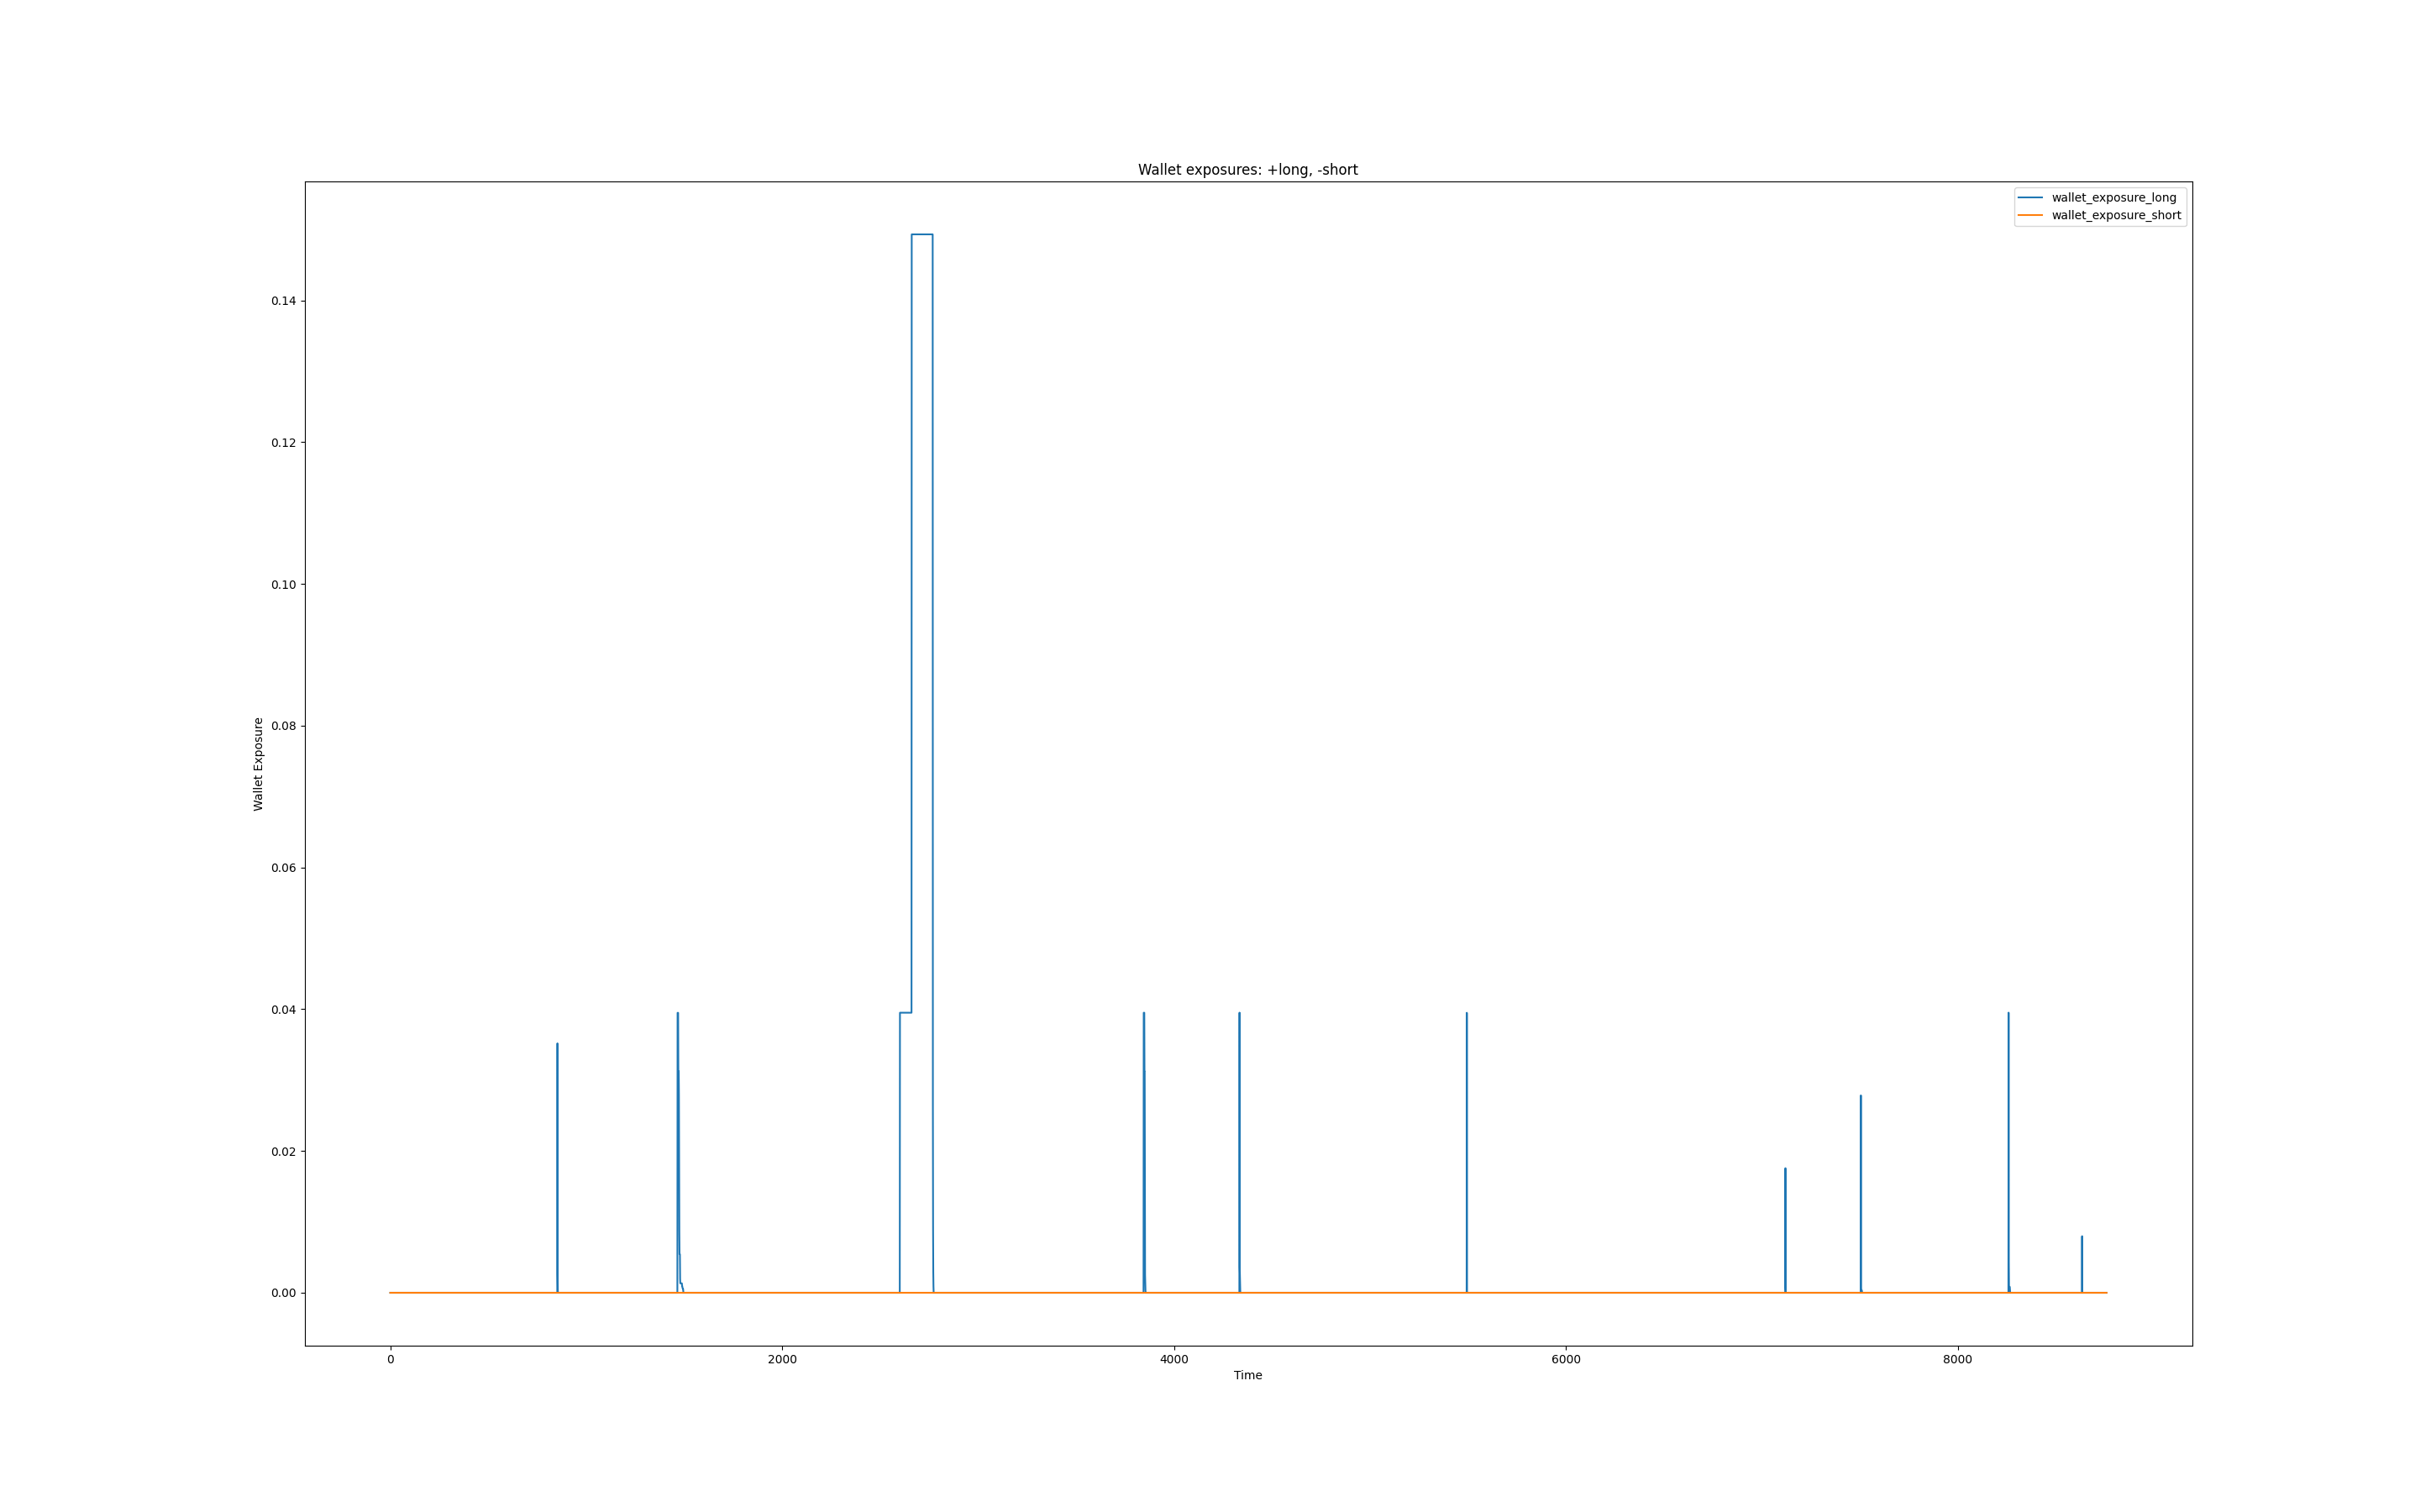 Wallet exposures: +long, -short
wallet_exposure_long
wallet_exposure_short
0.14
0.12
0.10
0.08
0.06
0.04
0.02
0.00
Wallet Exposure
0 2000 4000 6000 8000
Time